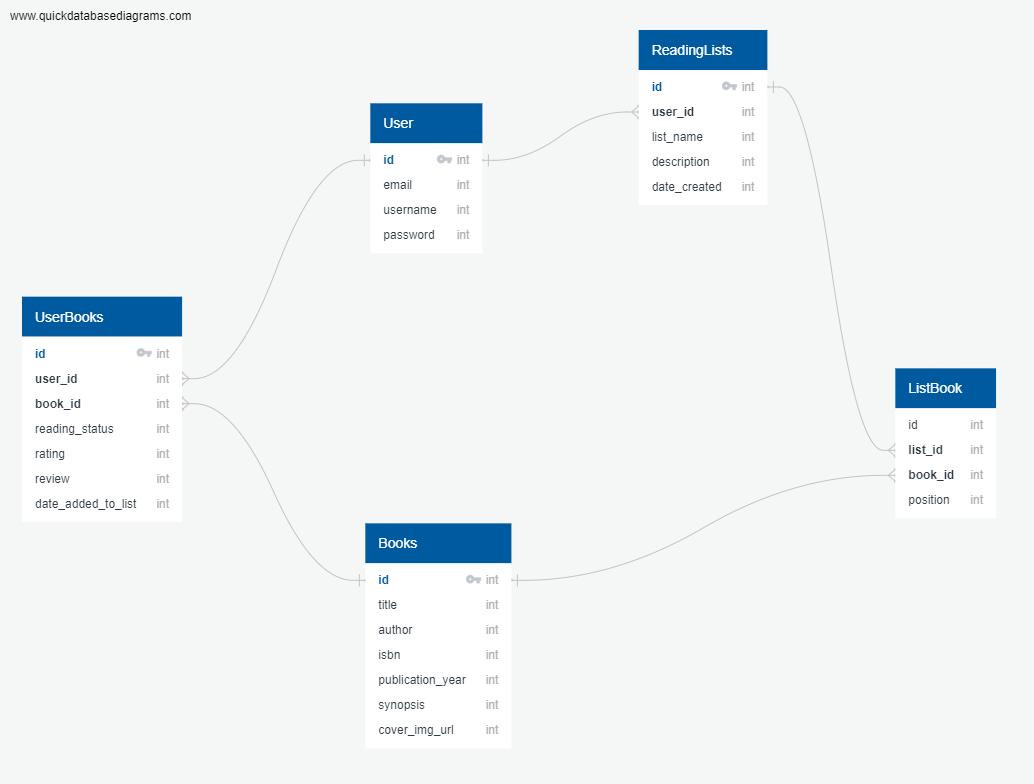 www.quickdatabasediagrams.com
ReadingLists
id int
user_id int
list_name int
description int
date_created int
User
id int
email int
username int
password int
UserBooks
id int
user_id int
book_id int
reading_status int
rating int
review int
date_added_to_list int
ListBook
id int
list_id int
book_id int
position int
Books
id int
title int
author int
isbn int
publication_year int
synopsis int
cover_img_url int